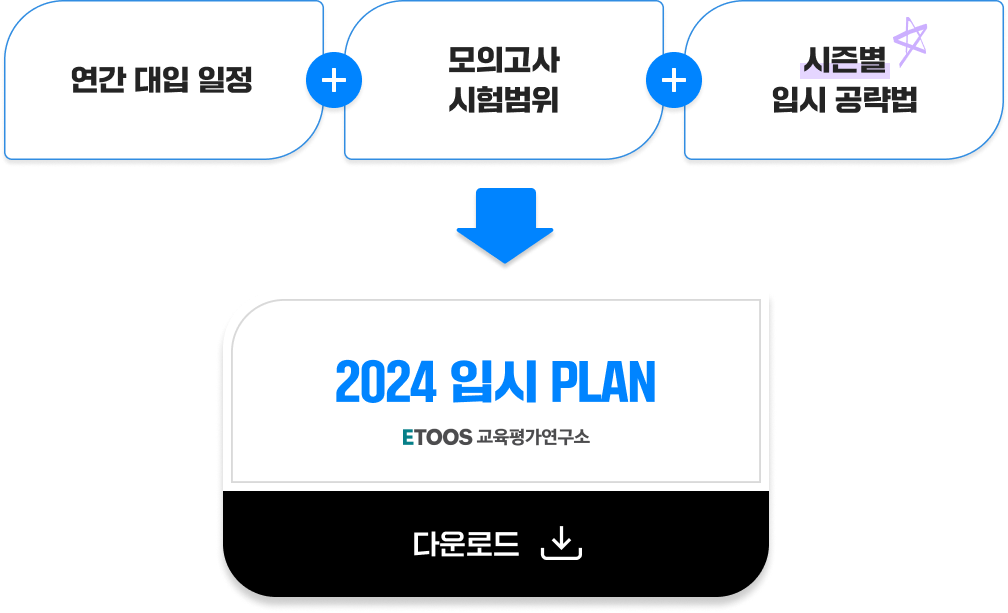 연간 대입 일정
모의고사
시험범위
시즌별
입시 공략법
2024 입시 PLAN
ETOOS 교육평가연구소
다운로드